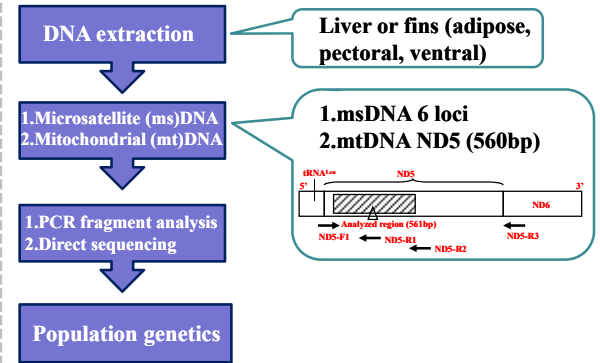 DNA extraction
Liver or fins (adipose,
pectoral, ventral)
1.Microsatellite (ms)DNA
2.Mitochondrial (mt)DNA
1.msDNA 6 loci
2.mtDNA ND5 (560bp)
tRNALeu
ND5
5’
3’
ND6
Analyzed region (561bp)
ND5-F1
ND5-R1
ND5-R2
ND5-R3
1.PCR fragment analysis
2.Direct sequencing
Population genetics